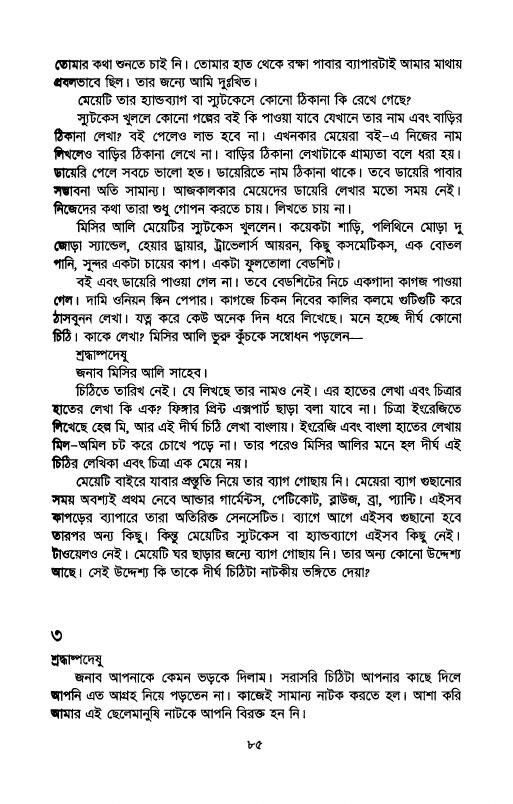 তোমার কথা শুনতে চাই নি। তোমার হাত থেকে রক্ষা পাবার ব্যাপারটাই আমার মাথায়
প্রবলভাবে ছিল। তার জন্যে আমি দুঃখিত।
মেয়েটি তার হ্যান্ডব্যাগ বা স্যুটকেসে কোনো ঠিকানা কি রেখে গেছে?
স্যুটকেস খুললে কোনো গল্পের বই কি পাওয়া যাবে যেখানে তার নাম এবং বাড়ির
ঠিকানা লেখা? বই পেলেও লাভ হবে না। এখনকার মেয়েরা বই–এ নিজের নাম
লিখলেও বাড়ির ঠিকানা লেখে না। বাড়ির ঠিকানা লেখাটাকে গ্রাম্যতা বলে ধরা হয়।
ডায়েরি পেলে সবচে ভালো হত। ডায়েরিতে নাম ঠিকানা থাকে। তবে ডায়েরি পাবার
সম্ভাবনা অতি সামান্য। আজকালকার মেয়েদের ডায়েরি লেখার মতো সময় নেই।
নিজেদের কথা তারা শুধু গোপন করতে চায়। লিখতে চায় না।
মিসির আলি মেয়েটির স্যুটকেস খুললেন। কয়েকটা শাড়ি, পলিথিনে মোড়া দু
জোড়া স্যান্ডেল, হেয়ার ড্রায়ার, ট্রাভেলার্স আয়রন, কিছু কসমেটিকস, এক বোতল
পানি, সুন্দর একটা চায়ের কাপ। একটা ফুলতোলা বেডশিট।
বই এবং ডায়েরি পাওয়া গেল না। তবে বেডশিটের নিচে একগাদা কাগজ পাওয়া
গেল। দামি ওনিয়ন স্কিন পেপার। কাগজে চিকন নিবের কালির কলমে গুটিগুটি করে
ঠাসবুনন লেখা। যত্ন করে কেউ অনেক দিন ধরে লিখেছে। মনে হচ্ছে দীর্ঘ কোনো
চিঠি। কাকে লেখা? মিসির আলি ভুরু কুঁচকে সম্বোধন পড়লেন—
শ্রদ্ধাষ্পদেষু
জনাব মিসির আলি সাহেব।
চিঠিতে তারিখ নেই। যে লিখছে তার নামও নেই। এর হাতের লেখা এবং চিত্রার
হাতের লেখা কি এক? ফিঙ্গার প্রিন্ট এক্সপার্ট ছাড়া বলা যাবে না। চিত্রা ইংরেজিতে
লিখেছে হেল্প মি, আর এই দীর্ঘ চিঠি লেখা বাংলায়। ইংরেজি এবং বাংলা হাতের লেখায়
মিল–অমিল চট করে চোখে পড়ে না। তার পরেও মিসির আলির মনে হল দীর্ঘ এই
চিঠির লেখিকা এবং চিত্রা এক মেয়ে নয়।
মেয়েটি বাইরে যাবার প্রস্তুতি নিয়ে তার ব্যাগ গোছায় নি। মেয়েরা ব্যাগ গুছানোর
সময় অবশ্যই প্রথম নেবে আন্ডার গার্মেন্টস, পেটিকোট, ব্লাউজ, ব্রা, প্যান্টি। এইসব
কাপড়ের ব্যাপারে তারা অতিরিক্ত সেনসেটিভ। ব্যাগে আগে এইসব গুছানো হবে
তারপর অন্য কিছু। কিন্তু মেয়েটির স্যুটকেস বা হ্যান্ডব্যাগে এইসব কিছু নেই।
টাওয়েলও নেই। মেয়েটি ঘর ছাড়ার জন্যে ব্যাগ গোছায় নি। তার অন্য কোনো উদ্দেশ্য
আছে। সেই উদ্দেশ্য কি তাকে দীর্ঘ চিঠিটা নাটকীয় ভঙ্গিতে দেয়া?
৩
শ্রদ্ধাষ্পদেষু
জনাব আপনাকে কেমন ভড়কে দিলাম। সরাসরি চিঠিটা আপনার কাছে দিলে
আপনি এত আগ্রহ নিয়ে পড়তেন না। কাজেই সামান্য নাটক করতে হল। আশা করি
আমার এই ছেলেমানুষি নাটকে আপনি বিরক্ত হন নি।
৮৫